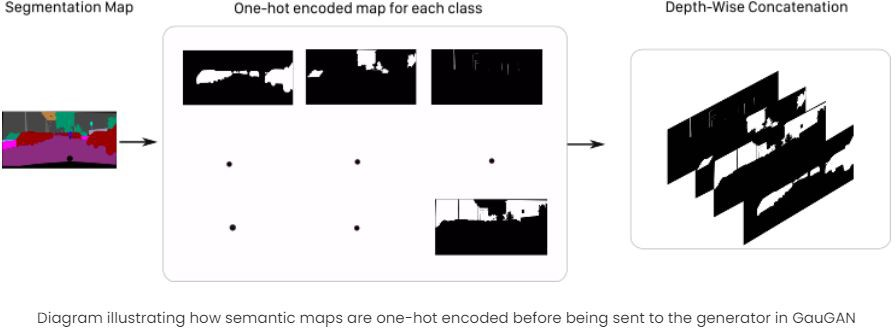 Segmentation Map
One-hot encoded map for each class
Depth-Wise Concatenation
Diagram illustrating how semantic maps are one-hot encoded before being sent to the generator in GauGAN